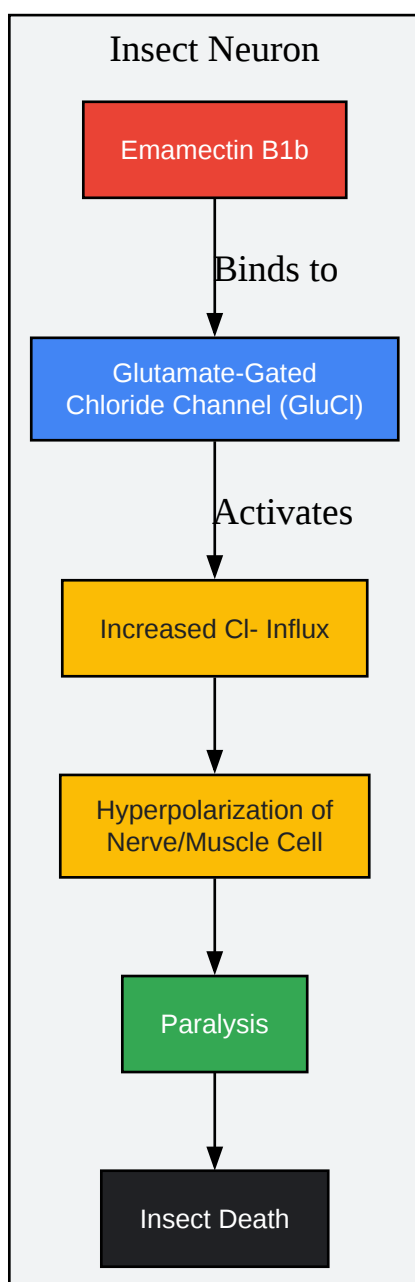 Insect Neuron
Emamectin B1b
Binds to
Glutamate-Gated
Chloride Channel (GluCl)
Activates
Increased Cl- Influx
Hyperpolarization of
Nerve/Muscle Cell
Paralysis
Insect Death